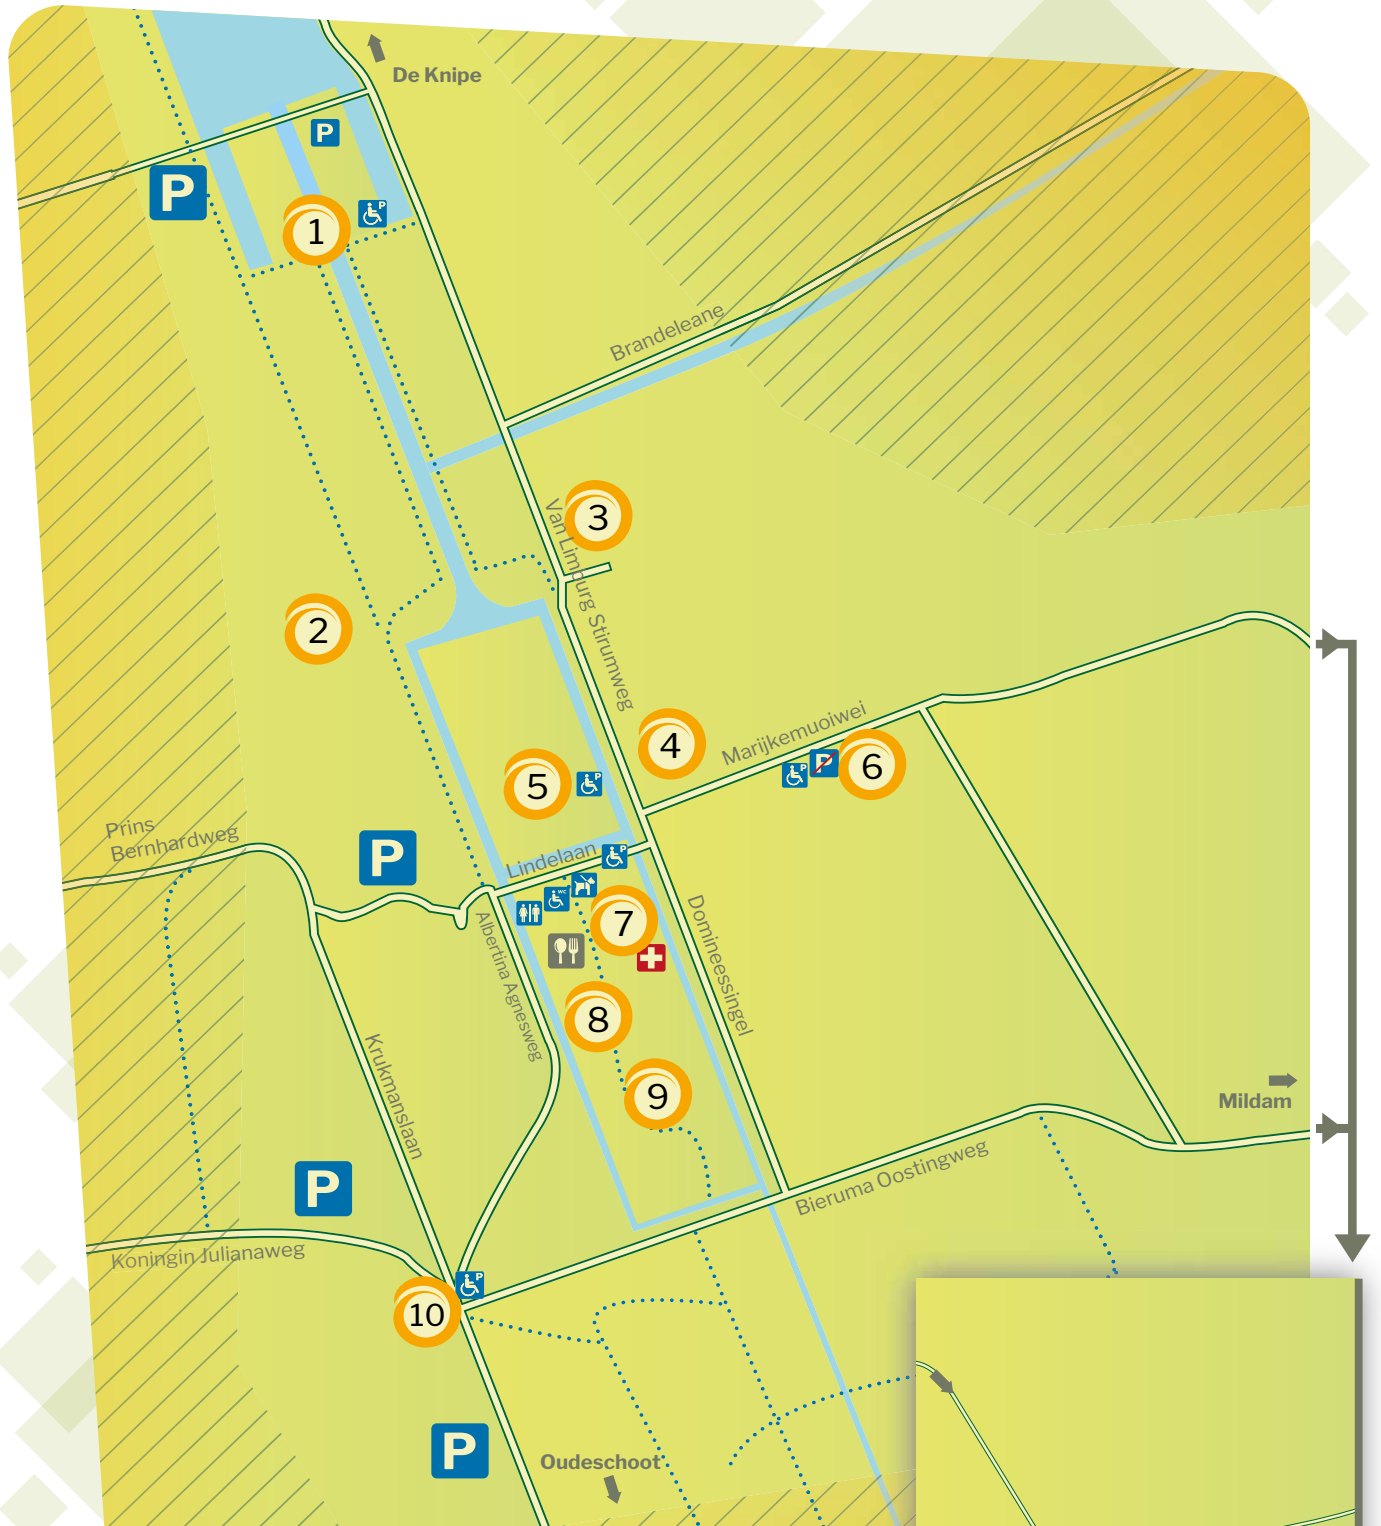 De Knipe
P
P
P
1
Brandeleane
3
Van Limburg Stirumweg
2
4
Marijkemuoiwei
P
P
6
5
P
Prins
Bernhardweg
P
Lindelaan
P
WC
7
Albertina Agnesweg
Domineessingel
8
Krukmanslaan
9
Mildam
P
Bieruma Oostingweg
Koningin Julianaweg
P
10
P
Oudeschoot